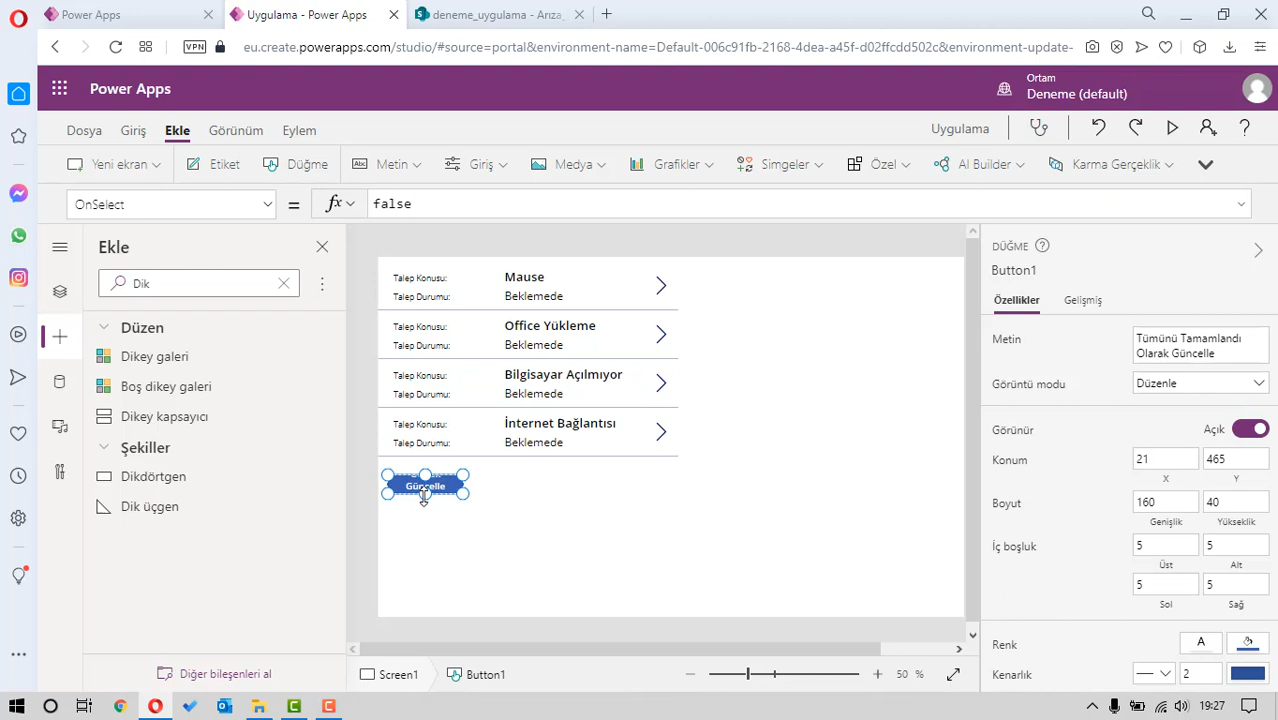 Power Apps
Uygulama - Power Apps
deneme_uygulama - Arıza_
VPN
eu.create.powerapps.com/studio/#source=portal&environment-name=Default-006c91fb-2168-4dea-a45f-d02ffcdd502c&environment-update-
Power Apps
Ortam
Deneme (default)
Dosya
Giriş
Ekle
Görünüm
Eylem
Uygulama
Yeni ekran
Etiket
Düğme
Abc
Metin
Giriş
Medya
Grafikler
Simgeler
Özel
AI Builder
Karma Gerçeklik
OnSelect
=
fx
false
Ekle
Dik
Düzen
Dikey galeri
Boş dikey galeri
Dikey kapsayıcı
Şekiller
Dikdörtgen
Dik üçgen
Diğer bileşenleri al
Talep Konusu:
Mause
Talep Durumu:
Beklemede
Talep Konusu:
Office Yükleme
Talep Durumu:
Beklemede
Talep Konusu:
Bilgisayar Açılmıyor
Talep Durumu:
Beklemede
Talep Konusu:
İnternet Bağlantısı
Talep Durumu:
Beklemede
Güncelle
Screen1
Button1
50 %
DÜĞME
Button1
Özellikler
Gelişmiş
Metin
Tümünü Tamamlandı
Olarak Güncelle
Görüntü modu
Düzenle
Görünür
Açık
Konum
21
465
X
Y
Boyut
160
40
Genişlik
Yükseklik
İç boşluk
5
5
Üst
Alt
5
5
Sol
Sağ
Renk
A
Kenarlık
2
19:27